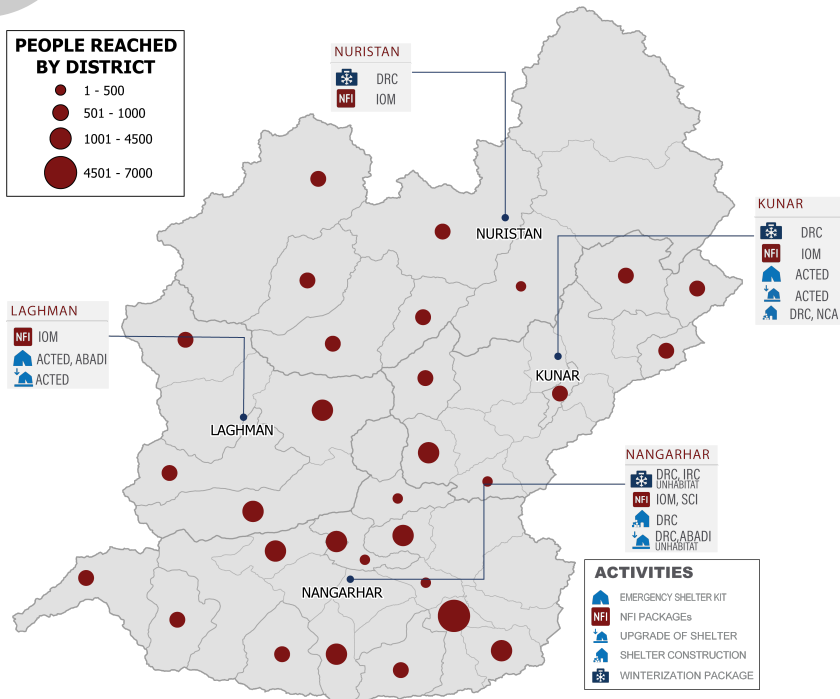 PEOPLE REACHED
BY DISTRICT
1 - 500
501 - 1000
1001 - 4500
4501 - 7000
NURISTAN
DRC
NFI IOM
NURISTAN
KUNAR
DRC
NFI IOM
ACTED
ACTED
DRC, NCA
LAGHMAN
NFI IOM
ACTED, ABADI
ACTED
KUNAR
LAGHMAN
NANGARHAR
DRC, IRC
UNHABITAT
NFI IOM, SCI
DRC
DRC,ABADI
UNHABITAT
NANGARHAR
ACTIVITIES
EMERGENCY SHELTER KIT
NFI NFI PACKAGEs
UPGRADE OF SHELTER
SHELTER CONSTRUCTION
WINTERIZATION PACKAGE